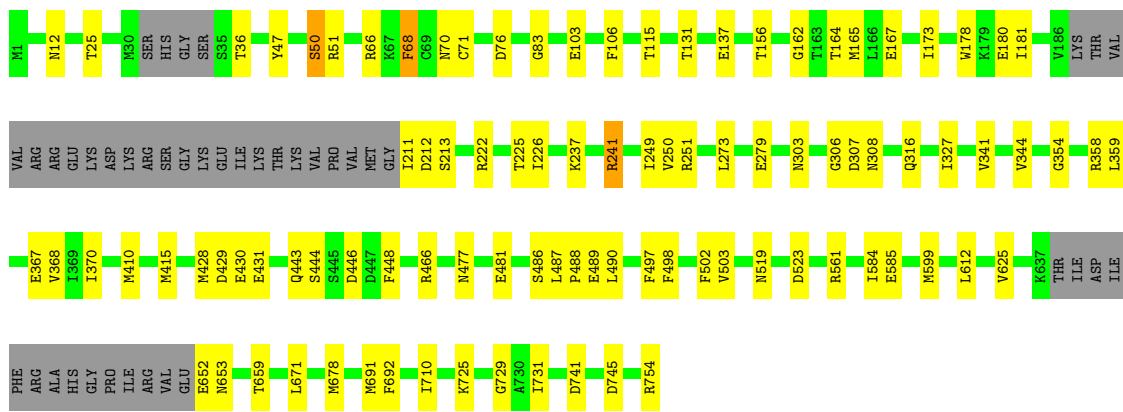 M1 N12 T25 M30 SER HIS GLY SER S35 T36 Y47 S50 R51 R66 K67 F68 C69 N70 C71 D76 G83 E103 F106 T115 T131 E137 T156 G162 T163 T164 M165 L166 E167 I173 W178 K179 E180 I181 V186 LYS THR VAL
VAL ARG ARG GLU LYS ASP LYS ARG SER GLY LYS GLU ILE LYS THR LYS VAL PRO VAL MET GLY I211 D212 S213 R222 T225 I226 K237 R241 I249 V250 R251 L273 E279 N303 G306 D307 N308 Q316 I327 V341 V344 G354 R358 L359
E367 V368 I369 I370 M410 M415 M428 D429 E430 E431 Q443 S444 S445 D446 D447 F448 R466 N477 E481 S486 L487 P488 E489 L490 F497 F498 F502 V503 N519 D523 R561 I584 E585 M599 L612 V625 K637 THR ILE ASP ILE
PHE ARG ALA HIS GLY PRO ILE ARG VAL GLU E652 N653 T659 L671 M678 M691 F692 I710 K725 G729 A730 I731 D741 D745 R754